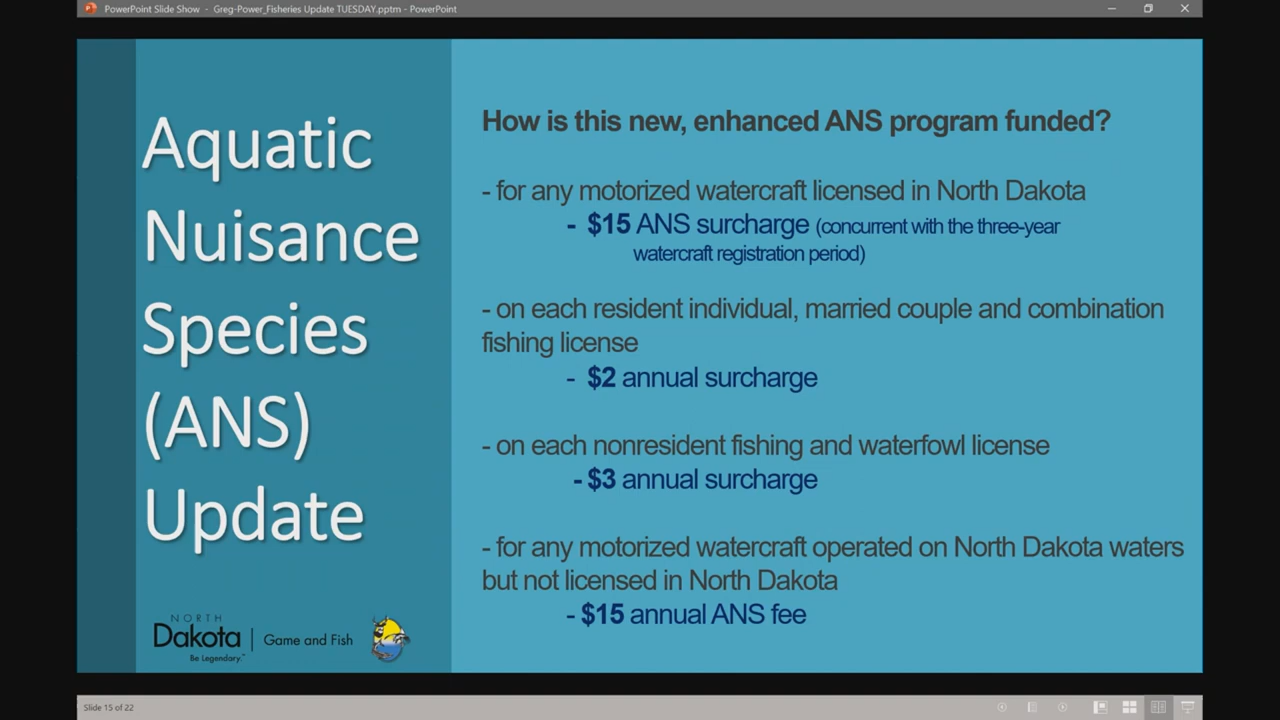 PowerPoint Slide Show - Greg-Power_Fisheries Update TUESDAY.pptm - PowerPoint
Aquatic
Nuisance
Species
(ANS)
Update
NORTH
Dakota | Game and Fish
Be Legendary.™
How is this new, enhanced ANS program funded?
- for any motorized watercraft licensed in North Dakota
- $15 ANS surcharge (concurrent with the three-year
watercraft registration period)
- on each resident individual, married couple and combination
fishing license
- $2 annual surcharge
- on each nonresident fishing and waterfowl license
- $3 annual surcharge
- for any motorized watercraft operated on North Dakota waters
but not licensed in North Dakota
- $15 annual ANS fee
Slide 15 of 22